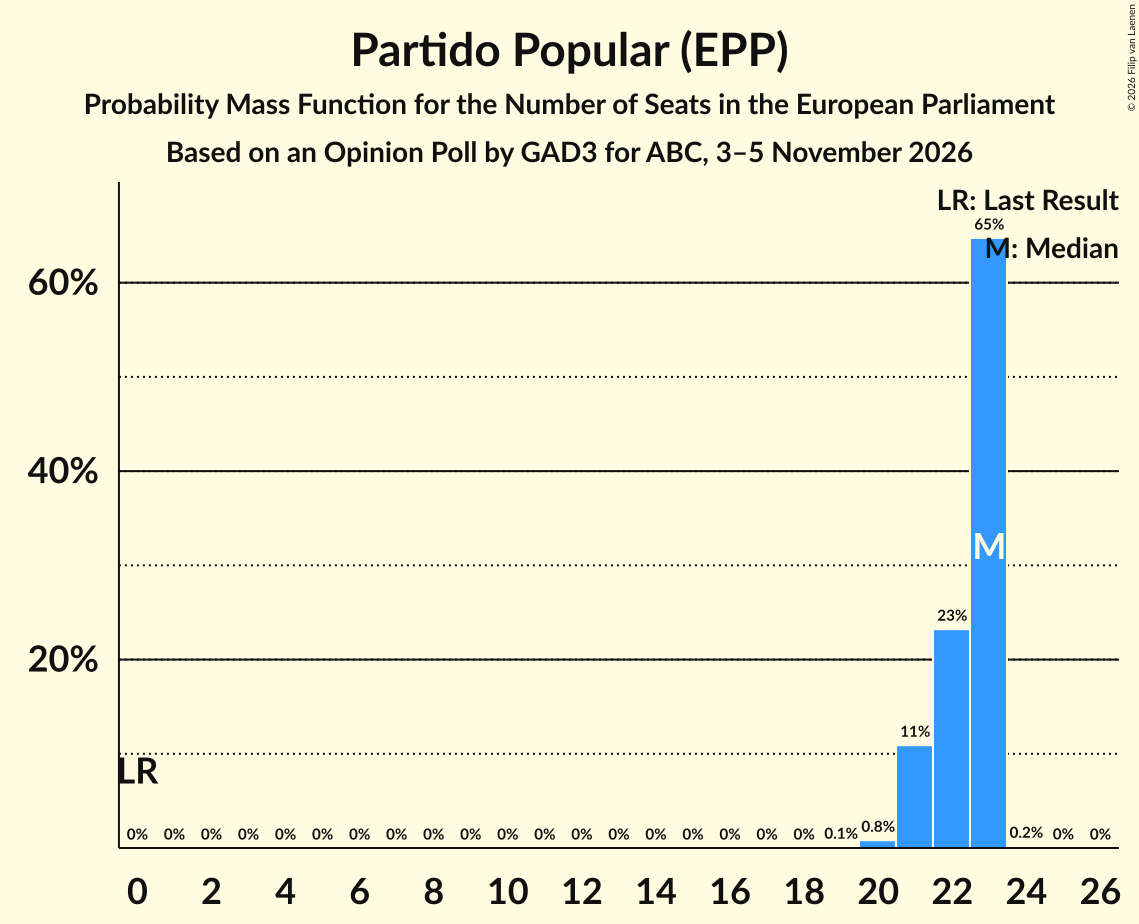 Partido Popular (EPP)
Probability Mass Function for the Number of Seats in the European Parliament
Based on an Opinion Poll by GAD3 for ABC, 3–5 November 2026
© 2026 Filip van Laenen
LR: Last Result
65%
M: Median
60%
40%
M
23%
20%
11%
LR
0% 0% 0% 0% 0% 0% 0% 0% 0% 0% 0% 0% 0% 0% 0% 0% 0% 0% 0% 0.1% 0.8% 0.2% 0% 0%
0 2 4 6 8 10 12 14 16 18 20 22 24 26